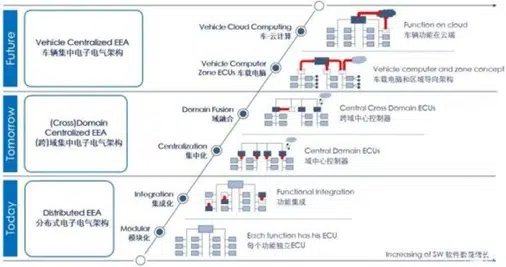 Future
Vehicle Centralized EEA
车辆集中电子电气架构
Vehicle Cloud Computing
车-云计算
Function on cloud
车辆功能在云端
Vehicle Computer
Zone ECUs 车载电脑
Vehicle computer and zone concept
车载电脑和区域导向架构
Tomorrow
(Cross)Domain
Centralized EEA
(跨)域集中电子电气架构
Domain Fusion
域融合
Central Cross Domain ECUs
跨域中心控制器
Centralization
集中化
Central Domain ECUs
域中心控制器
Today
Distributed EEA
分布式电子电气架构
Integration
集成化
Functional Integration
功能集成
Modular
模块化
Each function has his ECU
每个功能独立ECU
Increasing of SW 软件数量增长